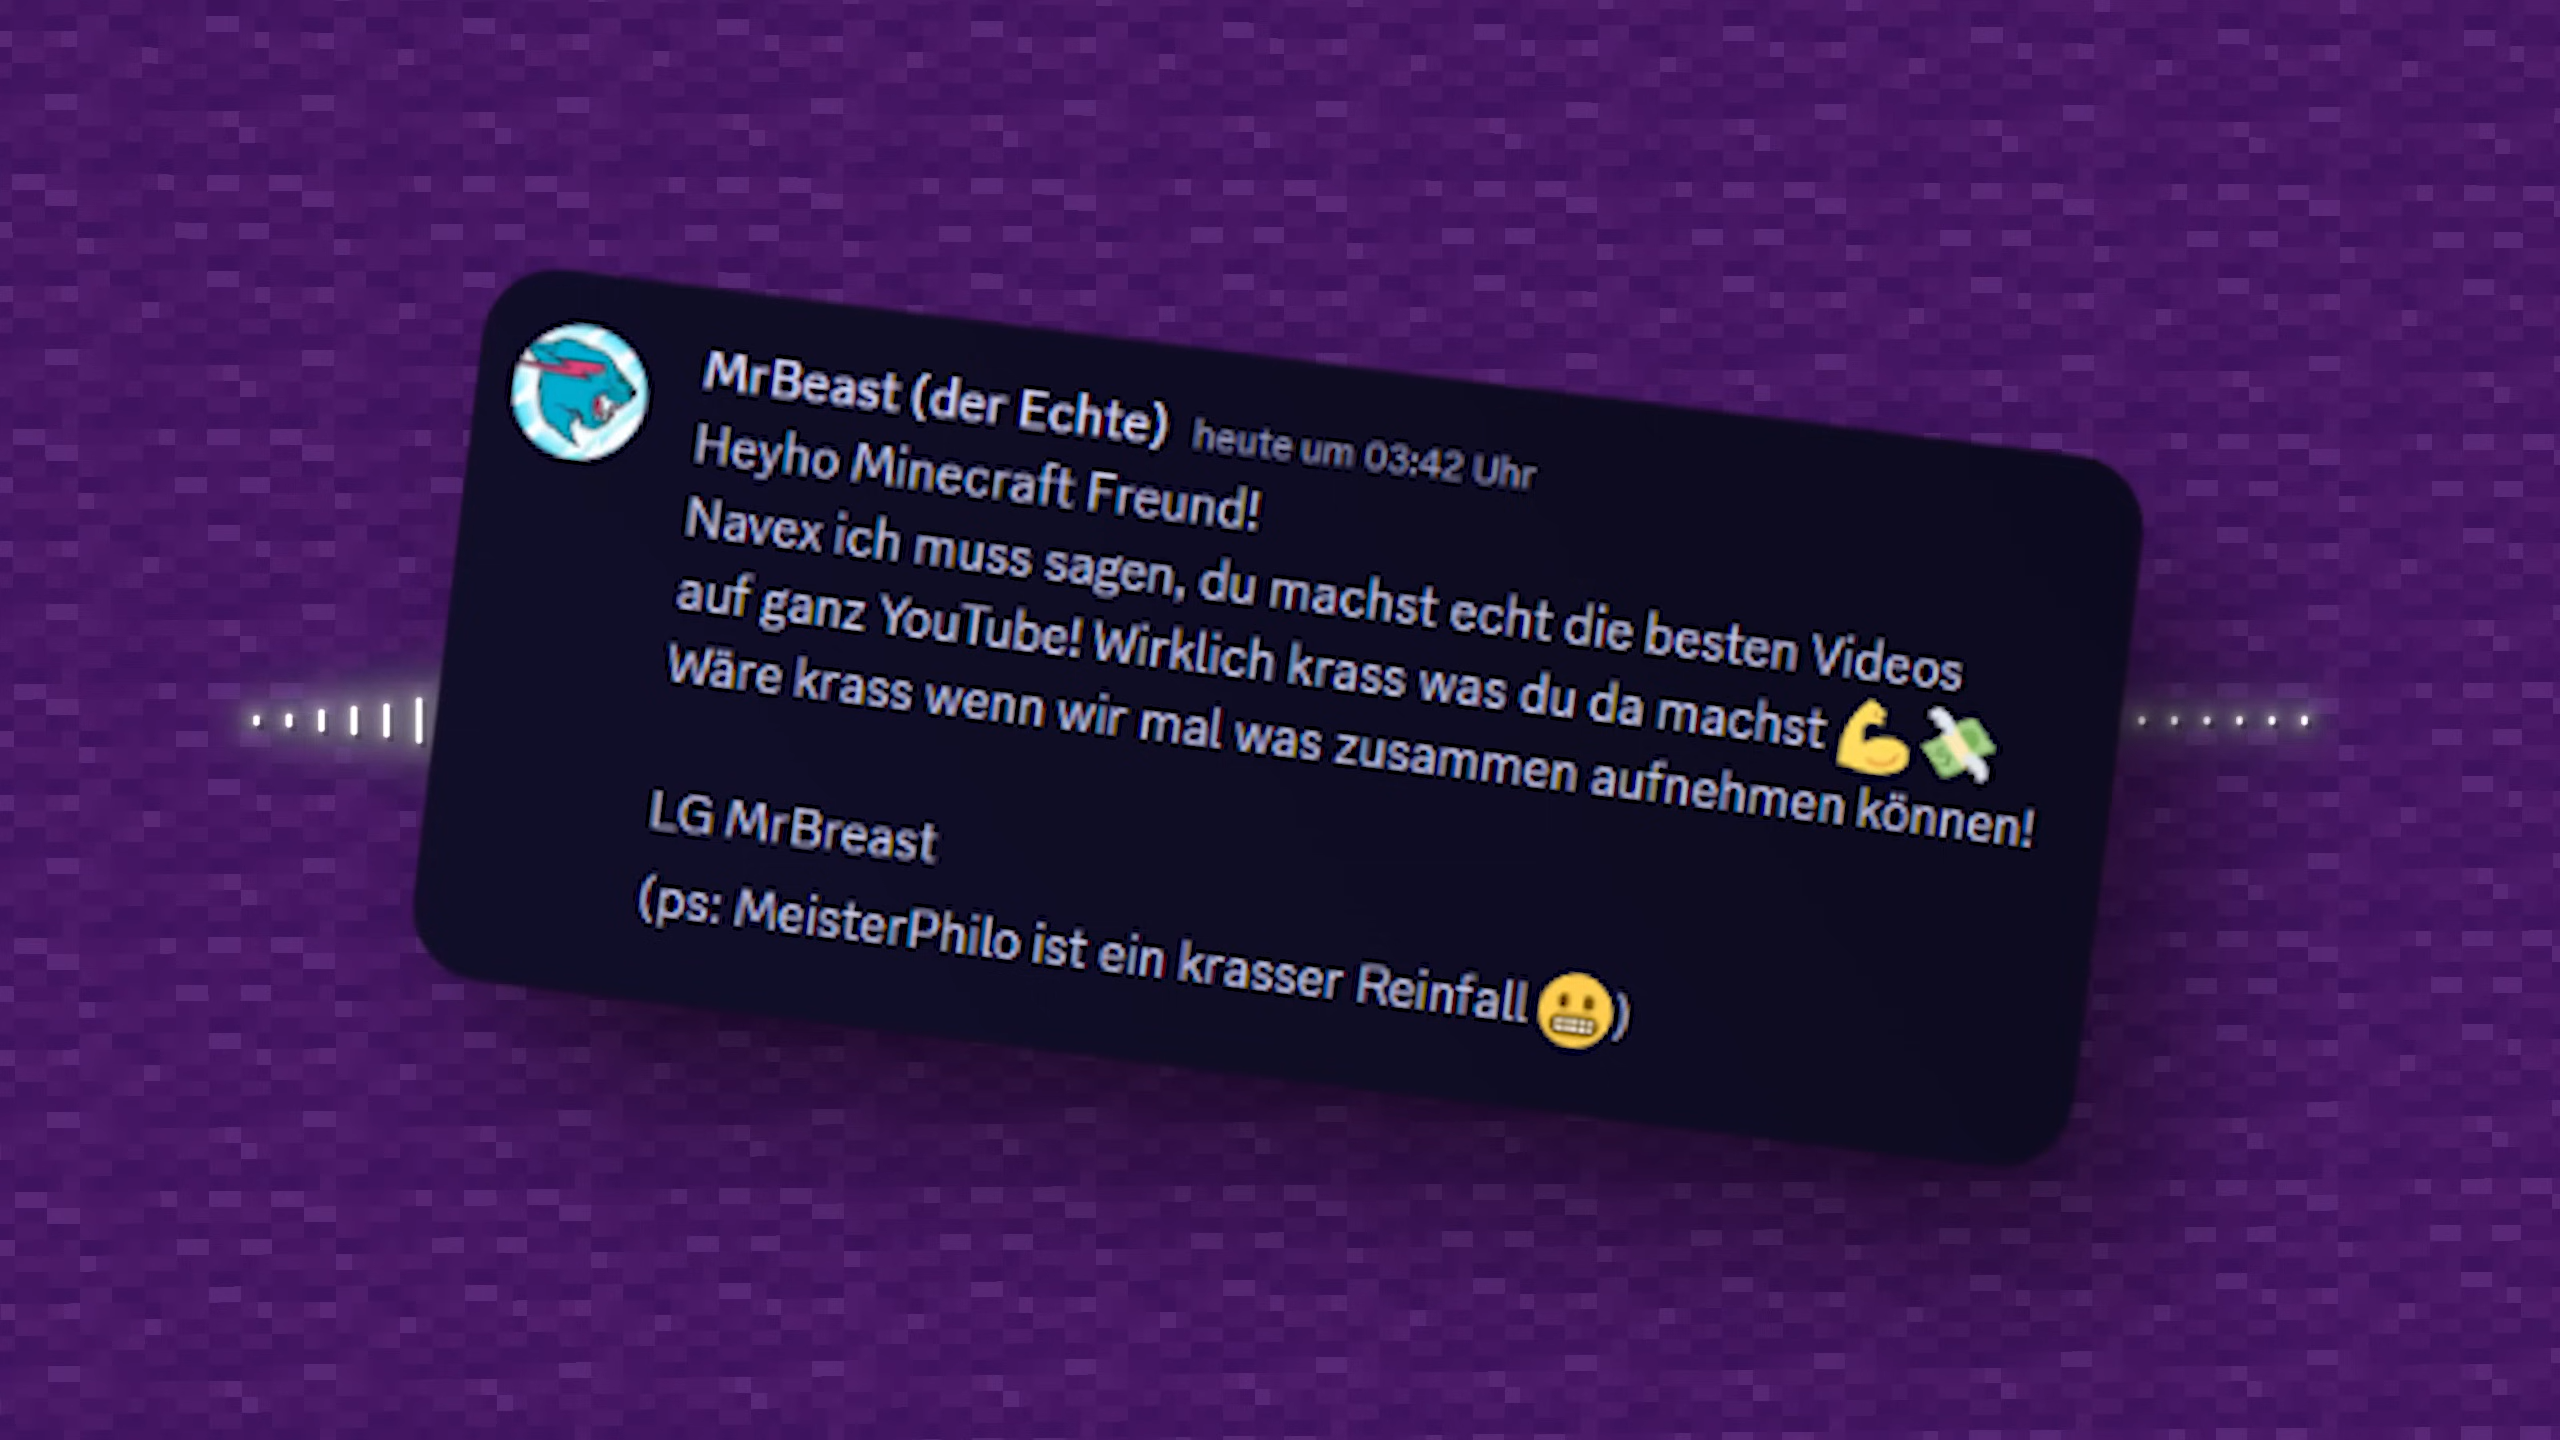 MrBeast (der Echte) heute um 03:42 Uhr
Heyho Minecraft Freund!
Navex ich muss sagen, du machst echt die besten Videos
auf ganz YouTube! Wirklich krass was du da machst 💪💸
Wäre krass wenn wir mal was zusammen aufnehmen können!
LG MrBreast
(ps: MeisterPhilo ist ein krasser Reinfall 😬)